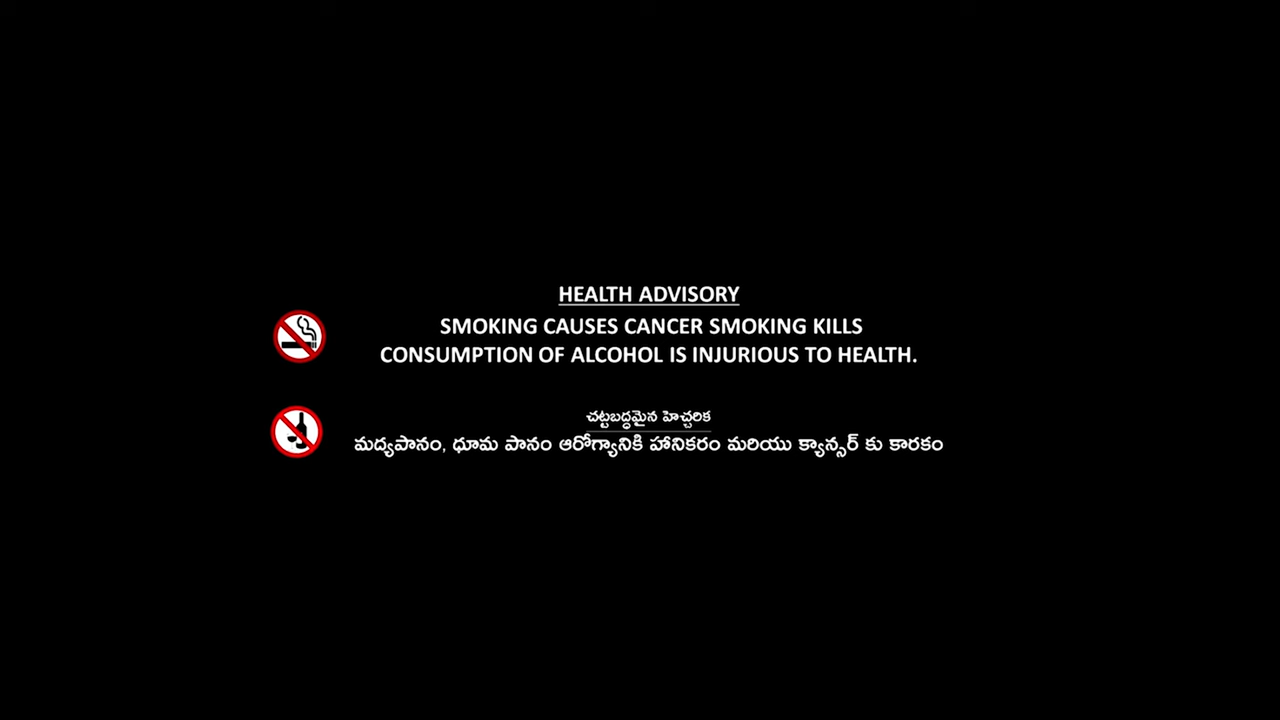 HEALTH ADVISORY
SMOKING CAUSES CANCER SMOKING KILLS
CONSUMPTION OF ALCOHOL IS INJURIOUS TO HEALTH.
చట్టబద్ధమైన హెచ్చరిక
మద్యపానం, ధూమ పానం ఆరోగ్యానికి హానికరం మరియు క్యాన్సర్ కు కారకం